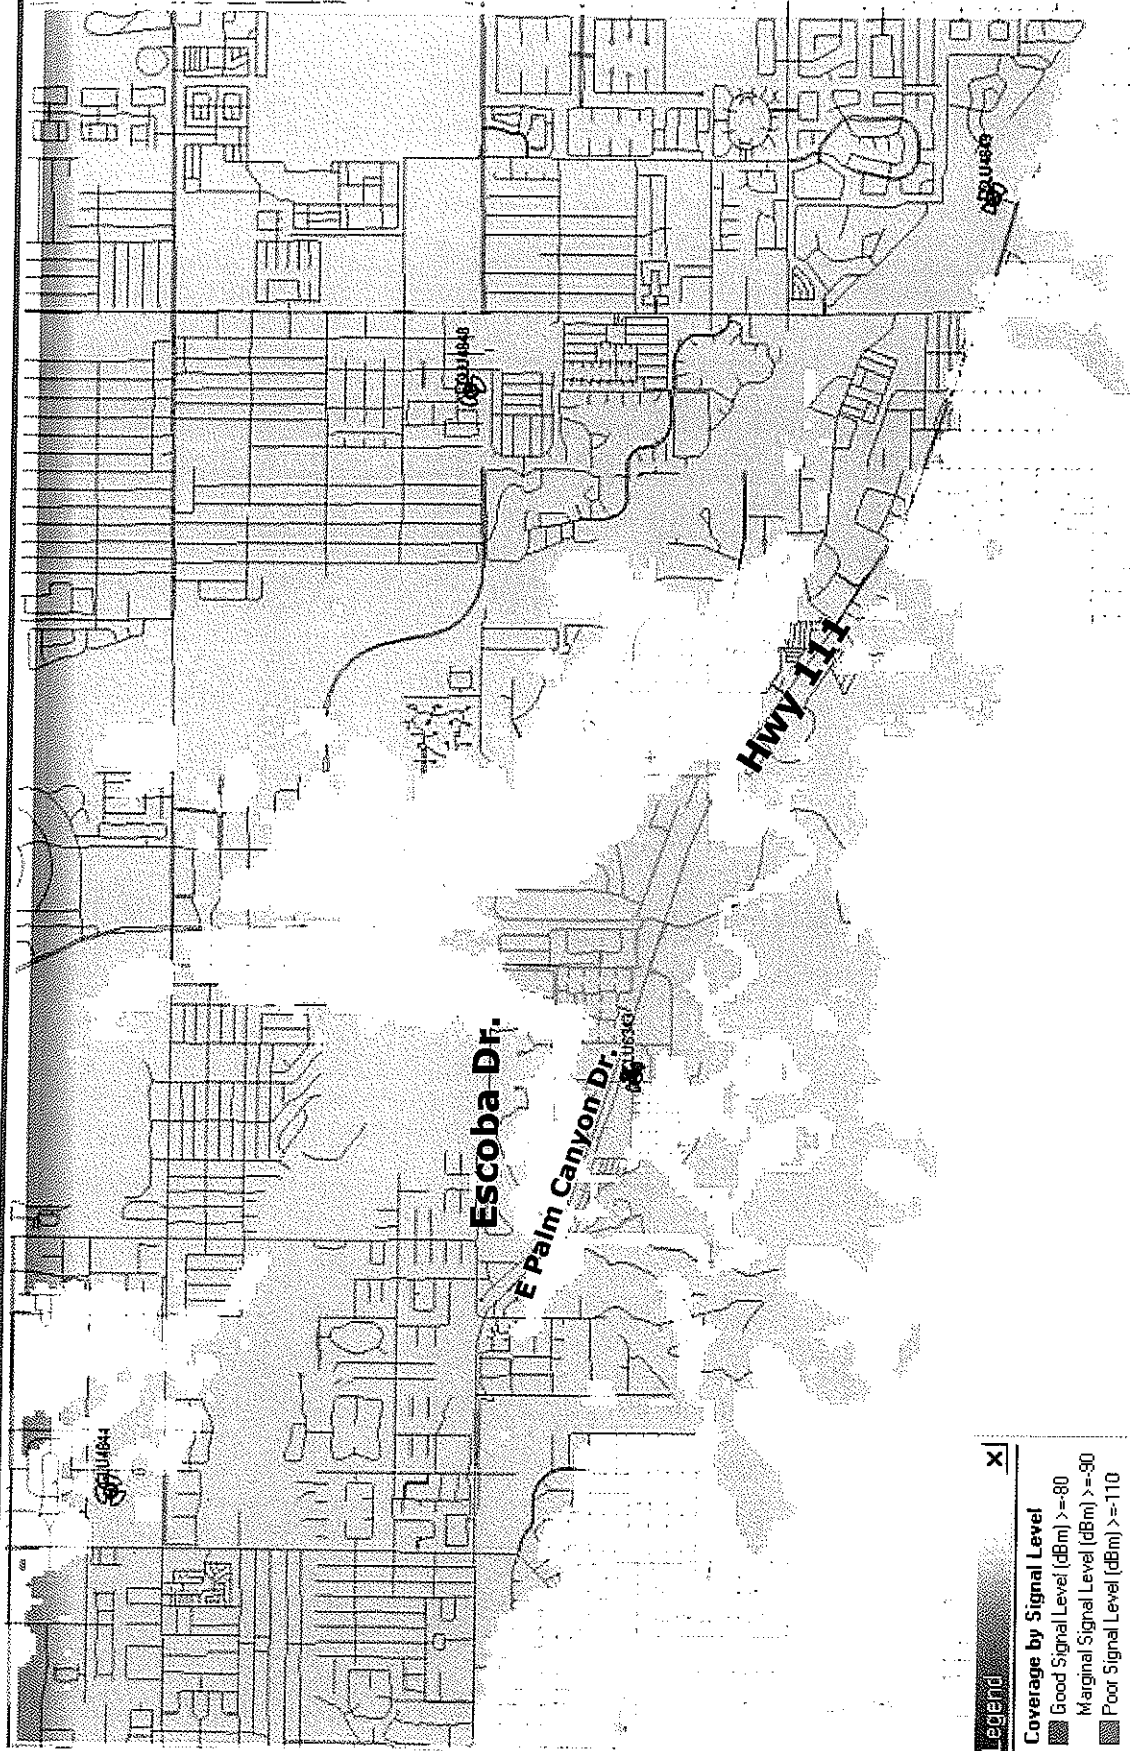 Escoba Dr.
E Palm Canyon Dr.
Hwy 111
Legend
Coverage by Signal Level
Good Signal Level (dBm) >=-80
Marginal Signal Level (dBm) >=-90
Poor Signal Level (dBm) >=-110